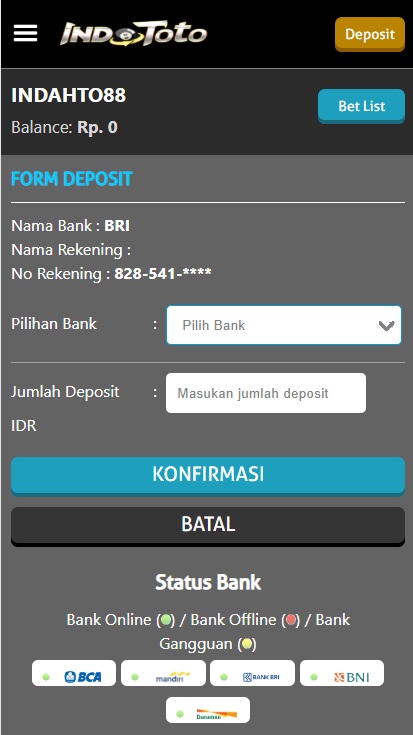 INDOTOTO
Deposit
INDAHTO88
Balance: Rp. 0
Bet List
FORM DEPOSIT
Nama Bank : BRI
Nama Rekening :
No Rekening : 828-541-****
Pilihan Bank : Pilih Bank
Jumlah Deposit : Masukan jumlah deposit
IDR
KONFIRMASI
BATAL
Status Bank
Bank Online () / Bank Offline () / Bank
Gangguan ()
BCA mandiri BANK BRI BNI
Danamon